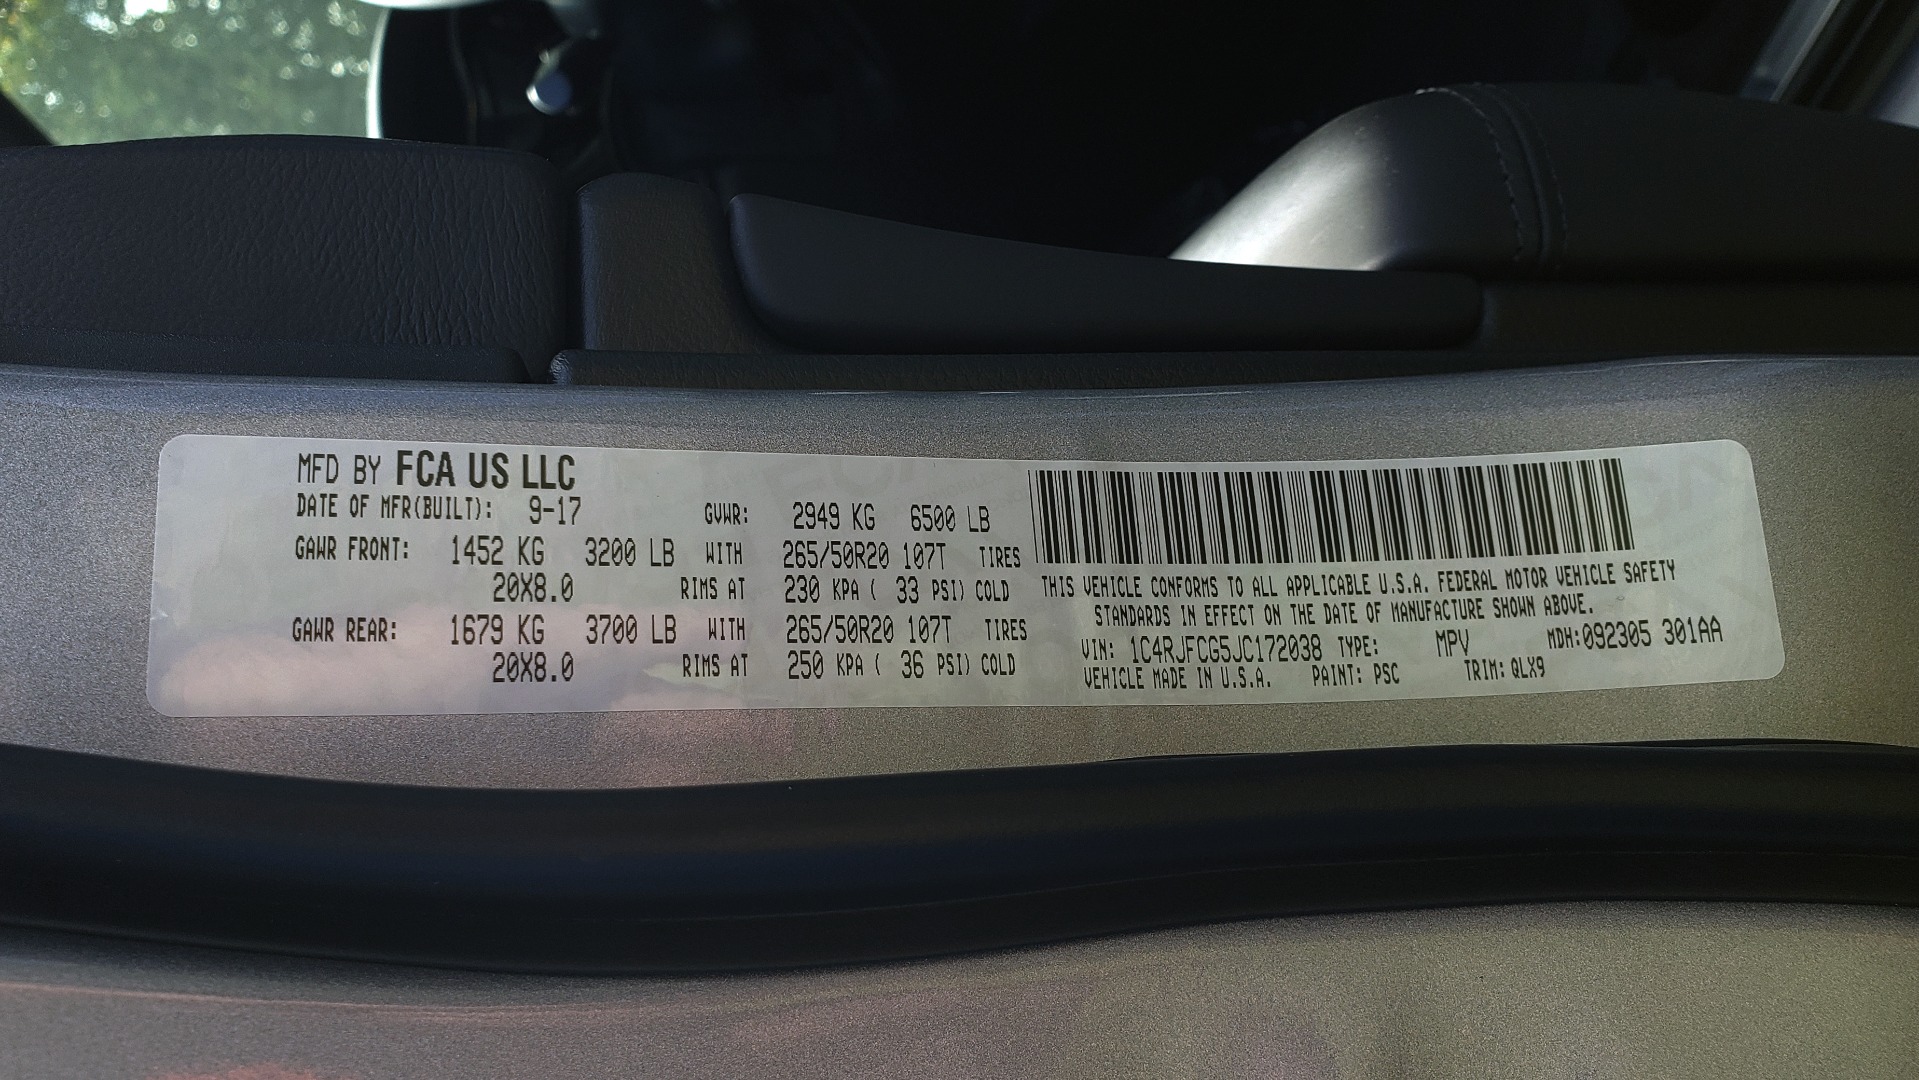 MFD BY FCA US LLC
DATE OF MFR(BUILT): 9-17 GVWR: 2949 KG 6500 LB
GAWR FRONT: 1452 KG 3200 LB WITH 265/50R20 107T TIRES
20X8.0 RIMS AT 230 KPA ( 33 PSI) COLD
GAWR REAR: 1679 KG 3700 LB WITH 265/50R20 107T TIRES
20X8.0 RIMS AT 250 KPA ( 36 PSI) COLD
THIS VEHICLE CONFORMS TO ALL APPLICABLE U.S.A. FEDERAL MOTOR VEHICLE SAFETY
STANDARDS IN EFFECT ON THE DATE OF MANUFACTURE SHOWN ABOVE.
VIN: 1C4RJFCG5JC172038 TYPE: MPV MDH:092305 301AA
VEHICLE MADE IN U.S.A. PAINT: PSC TRIM: QLX9